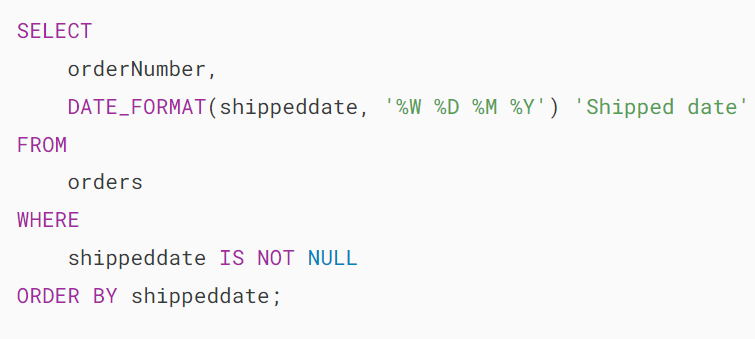 SELECT
    orderNumber,
    DATE_FORMAT(shippeddate, '%W %D %M %Y') 'Shipped date'
FROM
    orders
WHERE
    shippeddate IS NOT NULL
ORDER BY shippeddate;